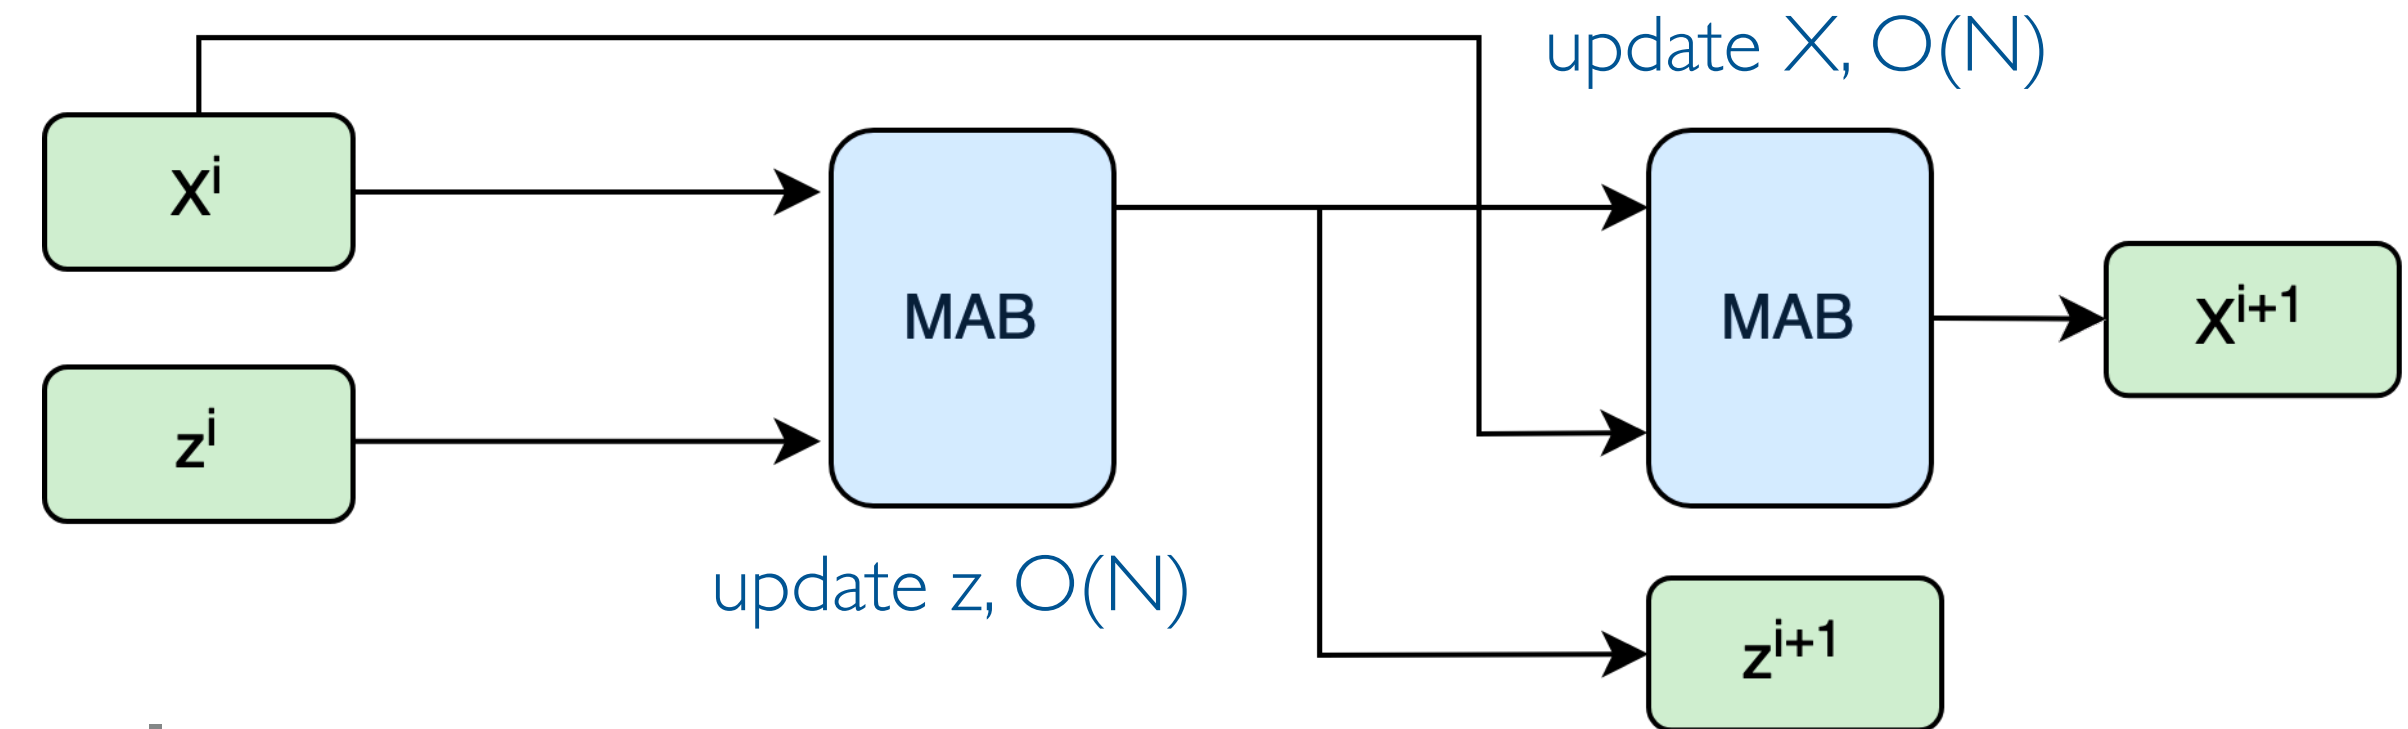 update X, O(N)
xⁱ
MAB
MAB
xⁱ⁺¹
zⁱ
update z, O(N)
zⁱ⁺¹